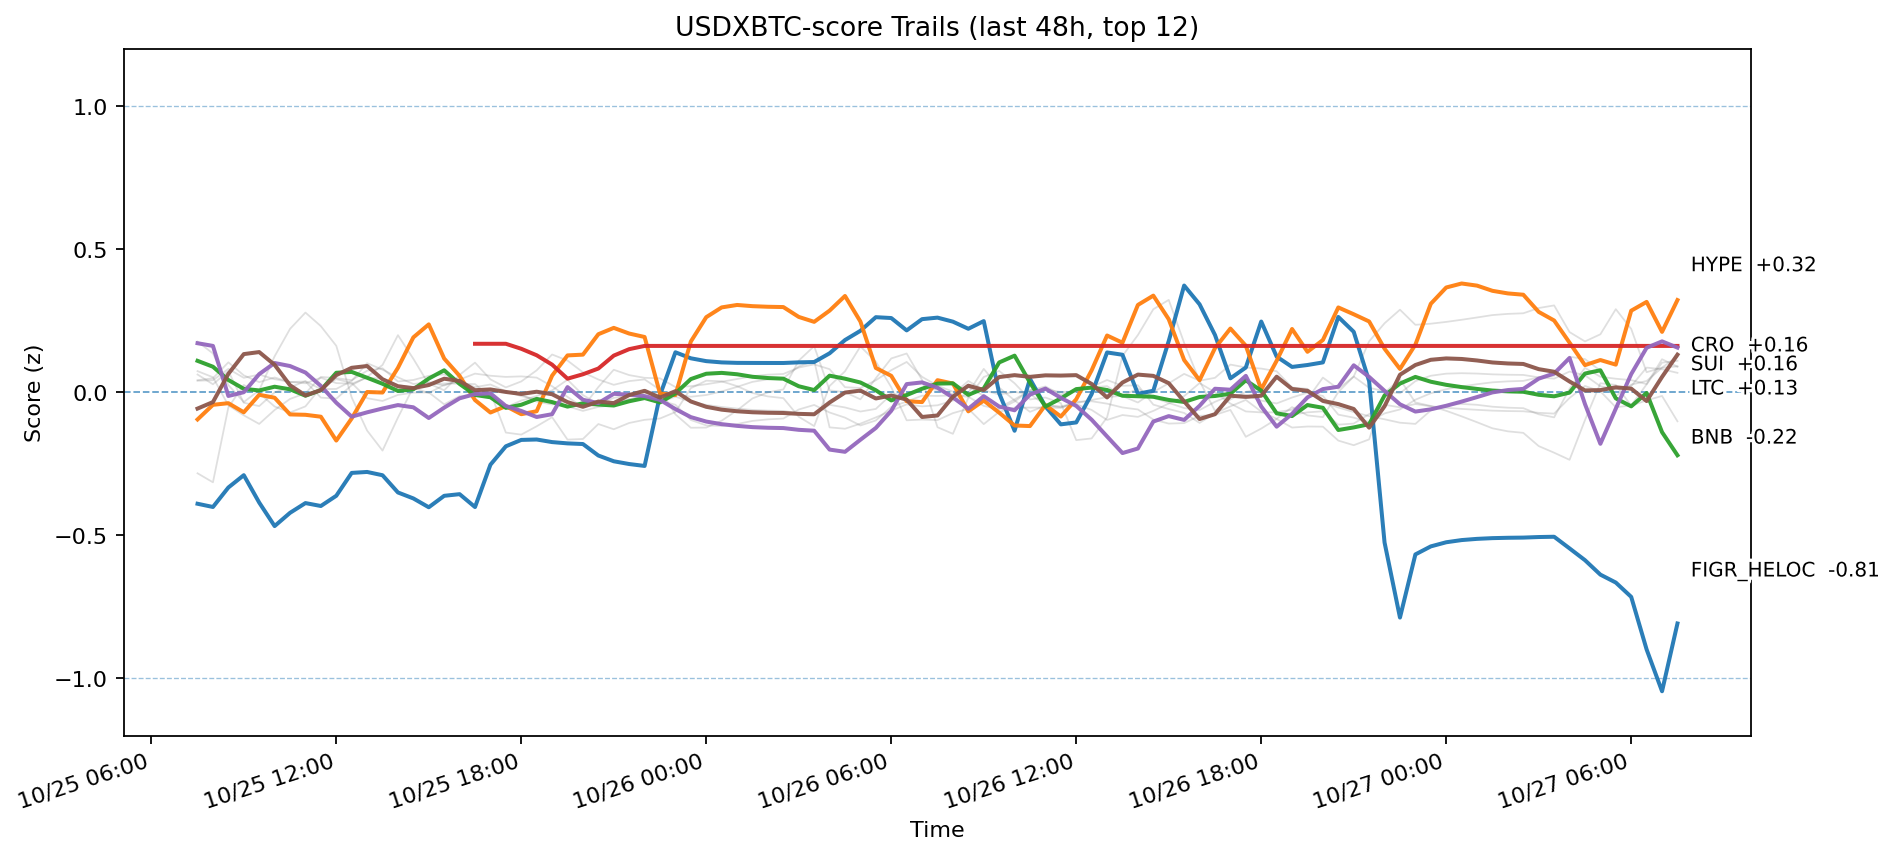 USDXBTC-score Trails (last 48h, top 12)
Score (z)
1.0
0.5
0.0
−0.5
−1.0
HYPE +0.32
CRO +0.16
SUI +0.16
LTC +0.13
BNB -0.22
FIGR_HELOC -0.81
10/25 06:00
10/25 12:00
10/25 18:00
10/26 00:00
10/26 06:00
10/26 12:00
10/26 18:00
10/27 00:00
10/27 06:00
Time